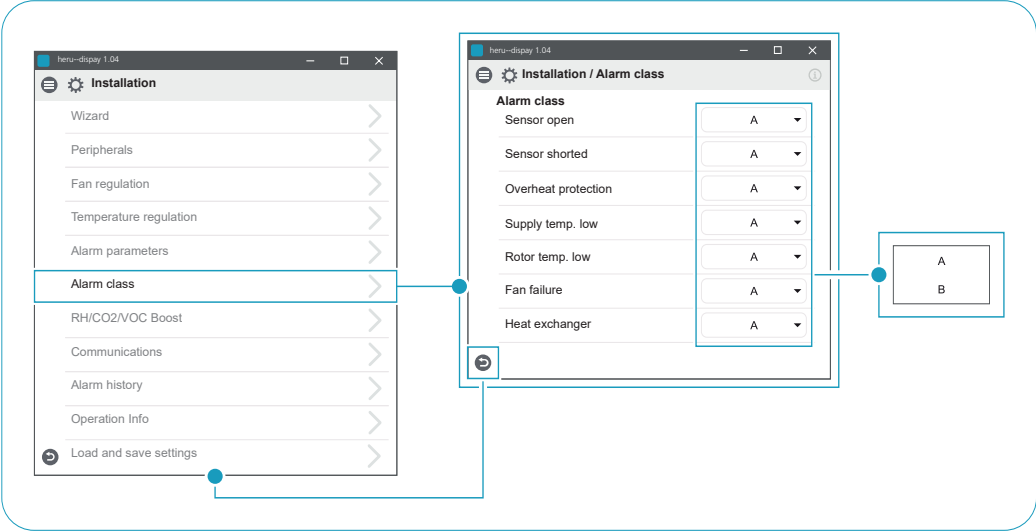 heru--dispay 1.04
Installation
Wizard
Peripherals
Fan regulation
Temperature regulation
Alarm parameters
Alarm class
RH/CO2/VOC Boost
Communications
Alarm history
Operation Info
Load and save settings
heru--dispay 1.04
Installation / Alarm class
Alarm class
Sensor open A
Sensor shorted A
Overheat protection A
Supply temp. low A
Rotor temp. low A
Fan failure A
Heat exchanger A
A
B